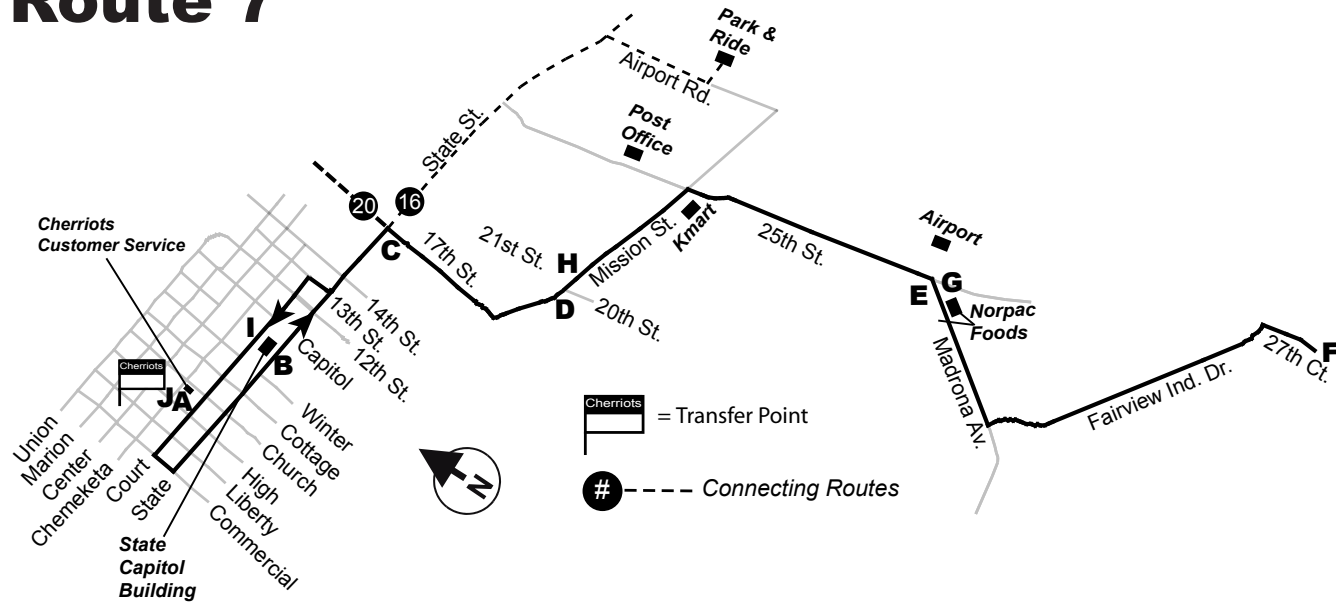 Route 7
Park &
Ride
Airport Rd.
Post
Office
State St.
20
16
Cherriots
Customer Service
C
17th St.
21st St.
H
Mission St.
Kmart
25th St.
Airport
D
20th St.
E
G
Norpac
Foods
I
B
13th St.
14th St.
12th St.
Capitol
Cherriots
J
A
Madrona Av.
Fairview Ind. Dr.
27th Ct.
F
Union
Marion
Center
Chemeketa
Court
State
Winter
Cottage
Church
High
Liberty
Commercial
State
Capitol
Building
N
Cherriots
= Transfer Point
#
Connecting Routes